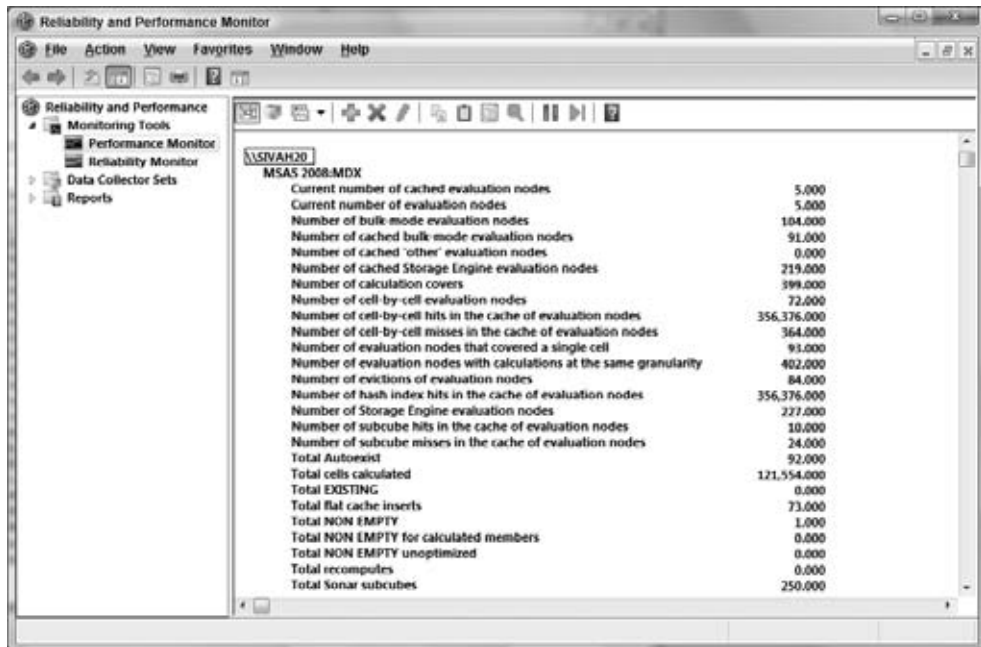 Reliability and Performance Monitor
File Action View Favorites Window Help
Reliability and Performance
Monitoring Tools
Performance Monitor
Reliability Monitor
Data Collector Sets
Reports
\\SIVAH20
MSAS 2008:MDX
Current number of cached evaluation nodes 5.000
Current number of evaluation nodes 5.000
Number of bulk-mode evaluation nodes 104.000
Number of cached bulk-mode evaluation nodes 91.000
Number of cached 'other' evaluation nodes 0.000
Number of cached Storage Engine evaluation nodes 219.000
Number of calculation covers 399.000
Number of cell-by-cell evaluation nodes 72.000
Number of cell-by-cell hits in the cache of evaluation nodes 356,376.000
Number of cell-by-cell misses in the cache of evaluation nodes 364.000
Number of evaluation nodes that covered a single cell 93.000
Number of evaluation nodes with calculations at the same granularity 402.000
Number of evictions of evaluation nodes 84.000
Number of hash index hits in the cache of evaluation nodes 356,376.000
Number of Storage Engine evaluation nodes 227.000
Number of subcube hits in the cache of evaluation nodes 10.000
Number of subcube misses in the cache of evaluation nodes 24.000
Total Autoexist 92.000
Total cells calculated 121,554.000
Total EXISTING 0.000
Total flat cache inserts 73.000
Total NON EMPTY 1.000
Total NON EMPTY for calculated members 0.000
Total NON EMPTY unoptimized 0.000
Total recomputes 0.000
Total Sonar subcubes 250.000